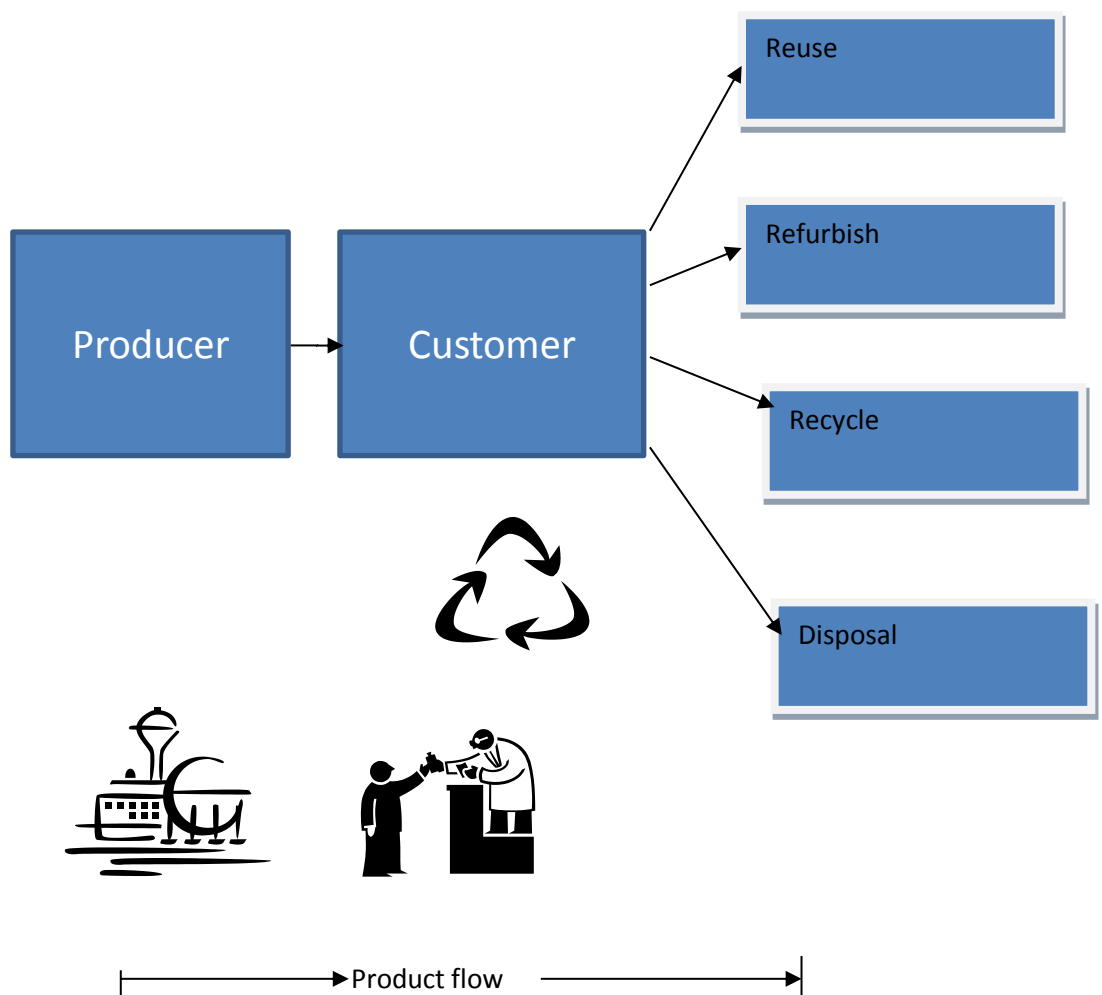 Reuse
Refurbish
Producer
Customer
Recycle
Disposal
Product flow